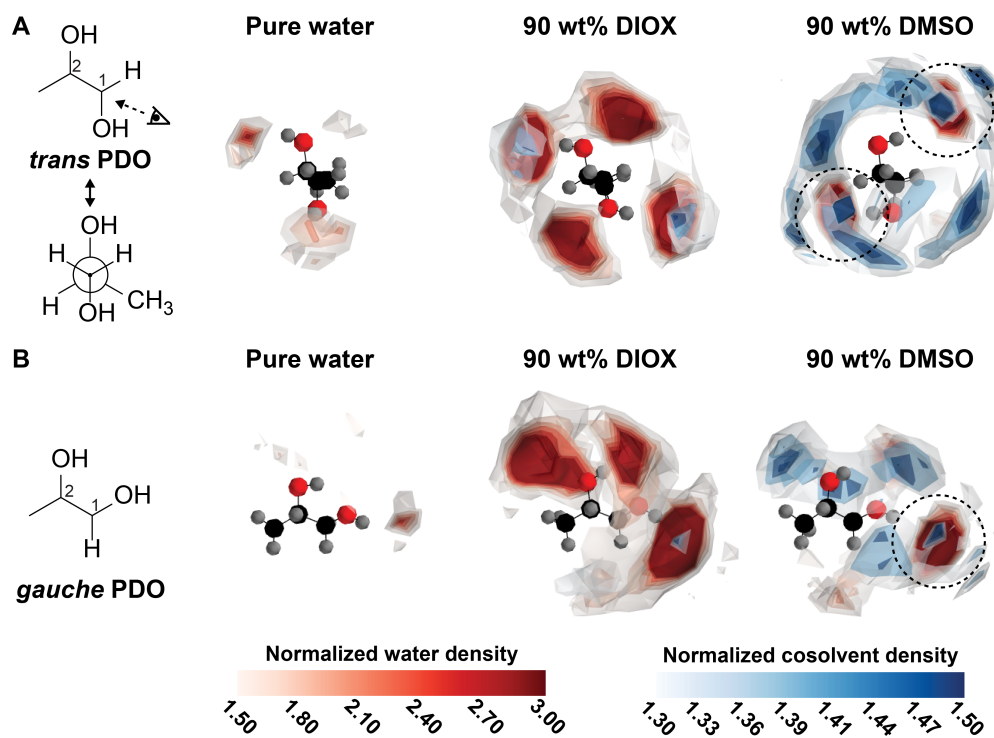 A
Pure water
90 wt% DIOX
90 wt% DMSO
OH
2
1
H
OH
trans PDO
OH
H
H
H
OH
CH3
B
Pure water
90 wt% DIOX
90 wt% DMSO
OH
2
1
OH
H
gauche PDO
Normalized water density
1.50 1.80 2.10 2.40 2.70 3.00
Normalized cosolvent density
1.30 1.33 1.36 1.39 1.41 1.44 1.47 1.50